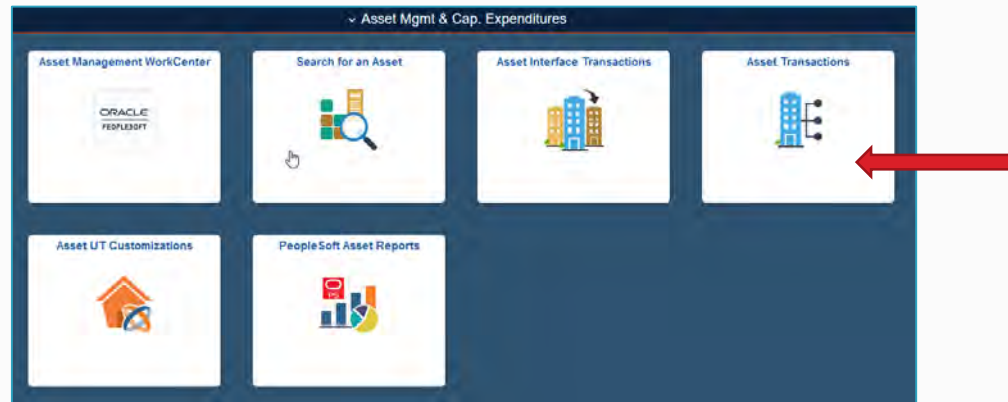 Asset Mgmt & Cap. Expenditures
Asset Management WorkCenter
Search for an Asset
Asset Interface Transactions
Asset Transactions
ORACLE
PEOPLESOFT
Asset UT Customizations
PeopleSoft Asset Reports
PS